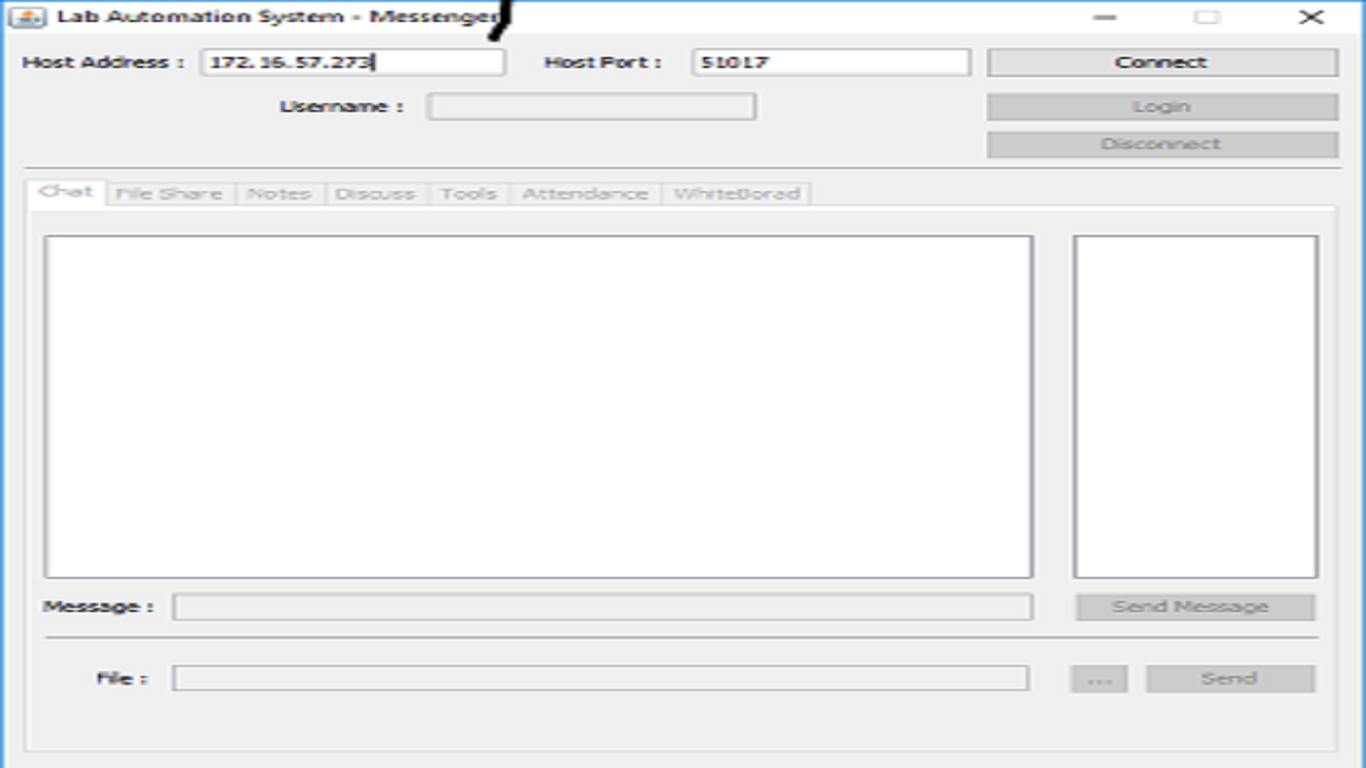 Lab Automation System - Messenger
Host Address : 172.16.57.273 Host Port : 51017 Connect
Username : Login
Disconnect
Chat File Share Notes Discuss Tools Attendance WhiteBorad
Message : Send Message
File : ... Send